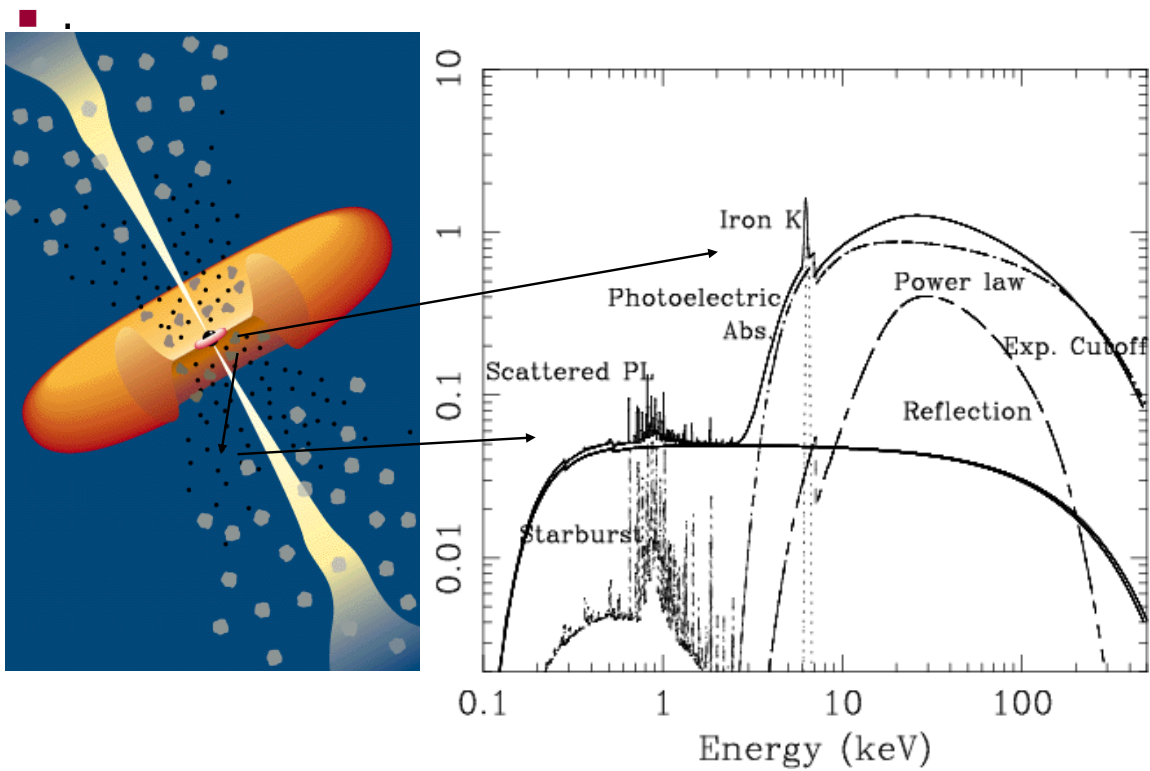 .
10
1
0.1
0.01
Iron K
Photoelectric
Abs.
Power law
Exp. Cutoff
Scattered PL
Reflection
Starburst
0.1 1 10 100
Energy (keV)